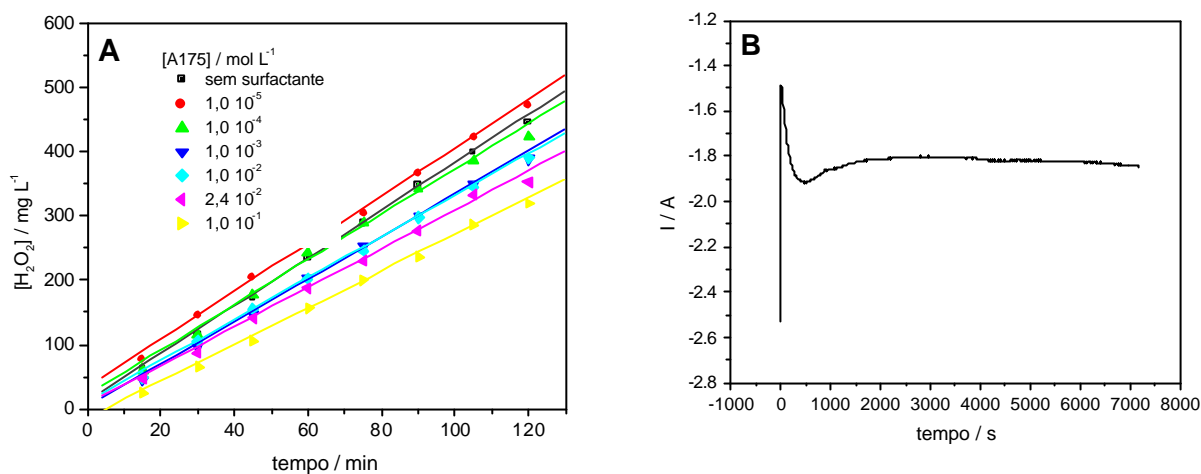 A
[A175] / mol L⁻¹
sem surfactante
1,0 10⁻⁵
1,0 10⁻⁴
1,0 10⁻³
1,0 10⁻²
2,4 10⁻²
1,0 10⁻¹
600
500
400
300
200
100
0
[H₂O₂] / mg L⁻¹
0 20 40 60 80 100 120
tempo / min
B
-1.2
-1.4
-1.6
-1.8
-2.0
-2.2
-2.4
-2.6
-2.8
I / A
-1000 0 1000 2000 3000 4000 5000 6000 7000 8000
tempo / s